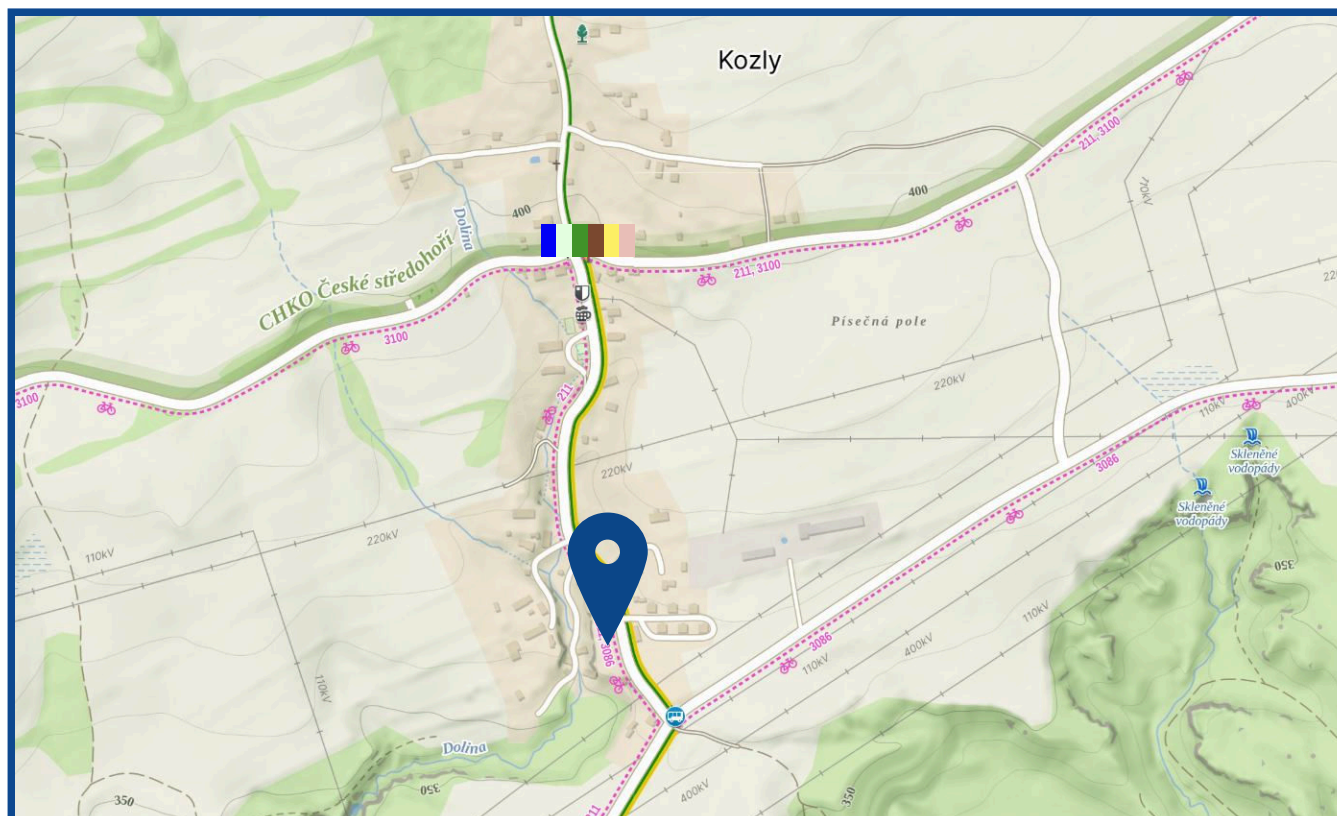 Kozly
211, 3100
110kV
400
400
Dolina
CHKO České středohoří
211, 3100
220
3100
Písečná pole
3100
211
220kV
110kV
400kV
220kV
3086
Skleněné
vodopády
Skleněné
vodopády
110kV
220kV
350
3086
3086
110kV
400kV
110kV
Dolina
350
400kV
350
350
211